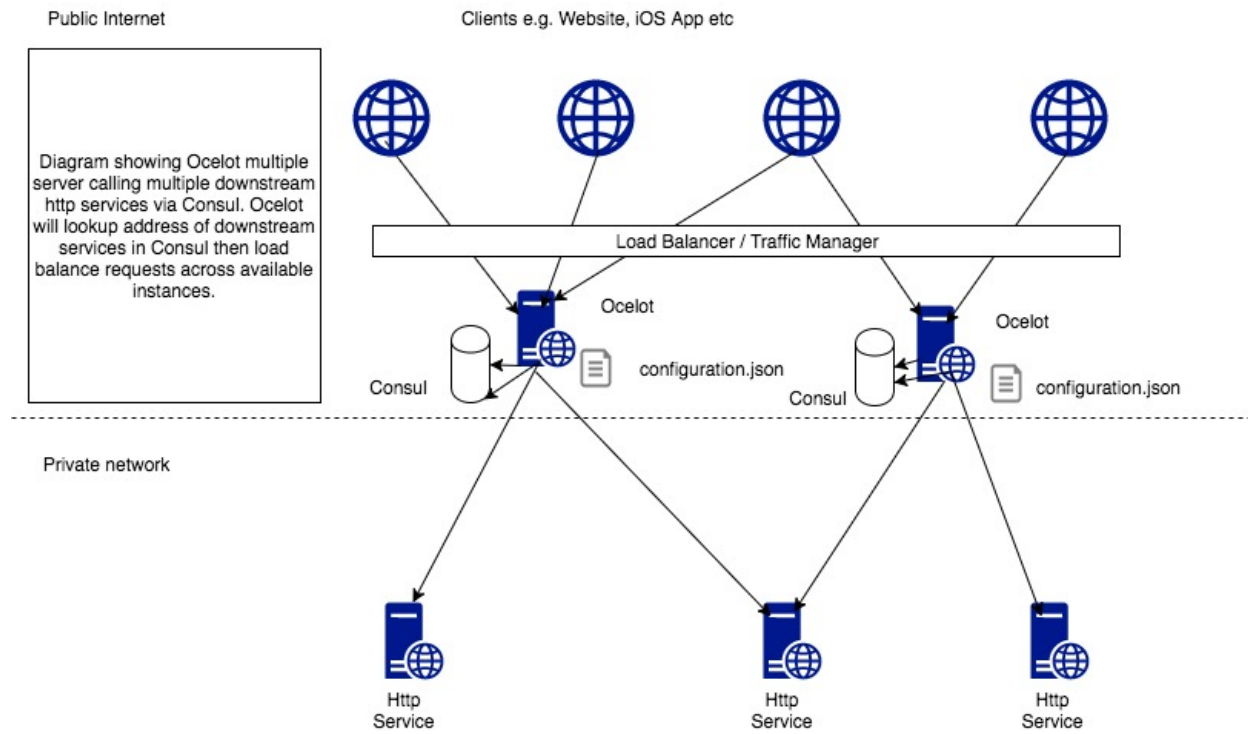 Public Internet
Clients e.g. Website, iOS App etc
Diagram showing Ocelot multiple
server calling multiple downstream
http services via Consul. Ocelot
will lookup address of downstream
services in Consul then load
balance requests across available
instances.
Load Balancer / Traffic Manager
Ocelot
configuration.json
Consul
Ocelot
configuration.json
Consul
Private network
Http
Service
Http
Service
Http
Service